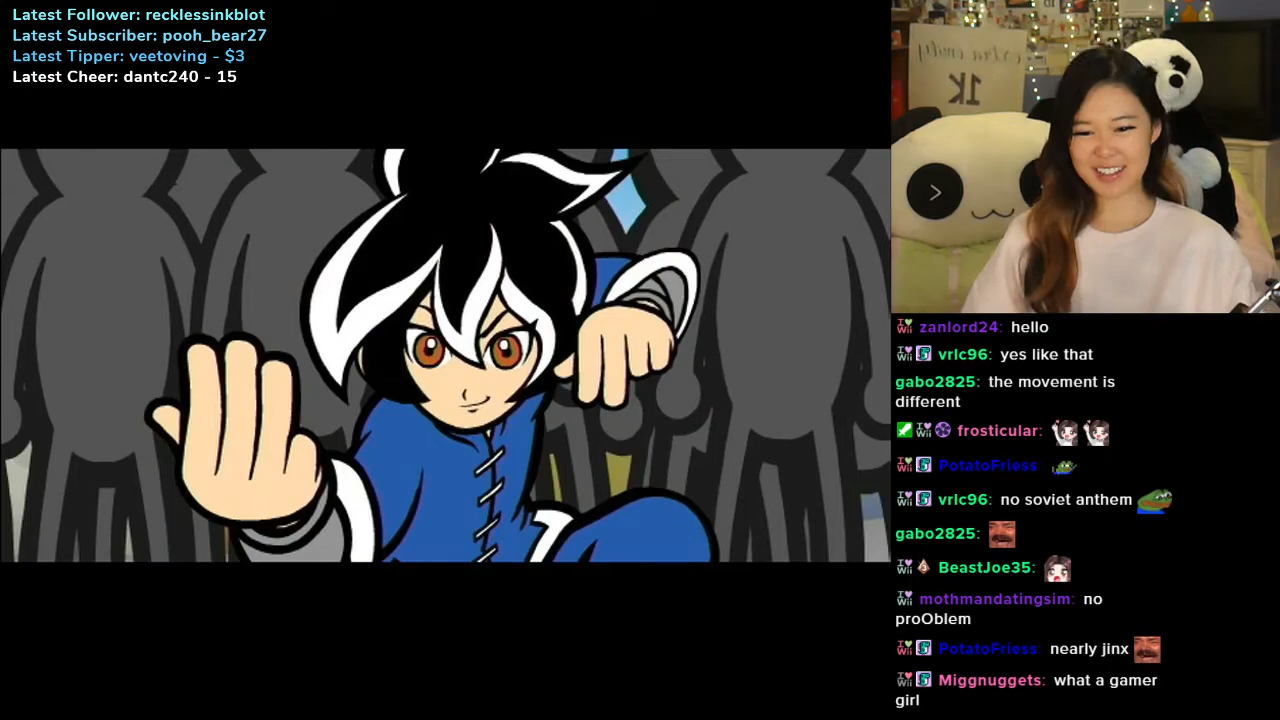 Latest Follower: recklessinkblot
Latest Subscriber: pooh_bear27
Latest Tipper: veetoving - $3
Latest Cheer: dantc240 - 15
extra emily
1K
zanlord24: hello
vrlc96: yes like that
gabo2825: the movement is
different
frosticular:
PotatoFriess:
vrlc96: no soviet anthem
gabo2825:
BeastJoe35:
mothmandatingsim: no
proOblem
PotatoFriess: nearly jinx
Miggnuggets: what a gamer
girl